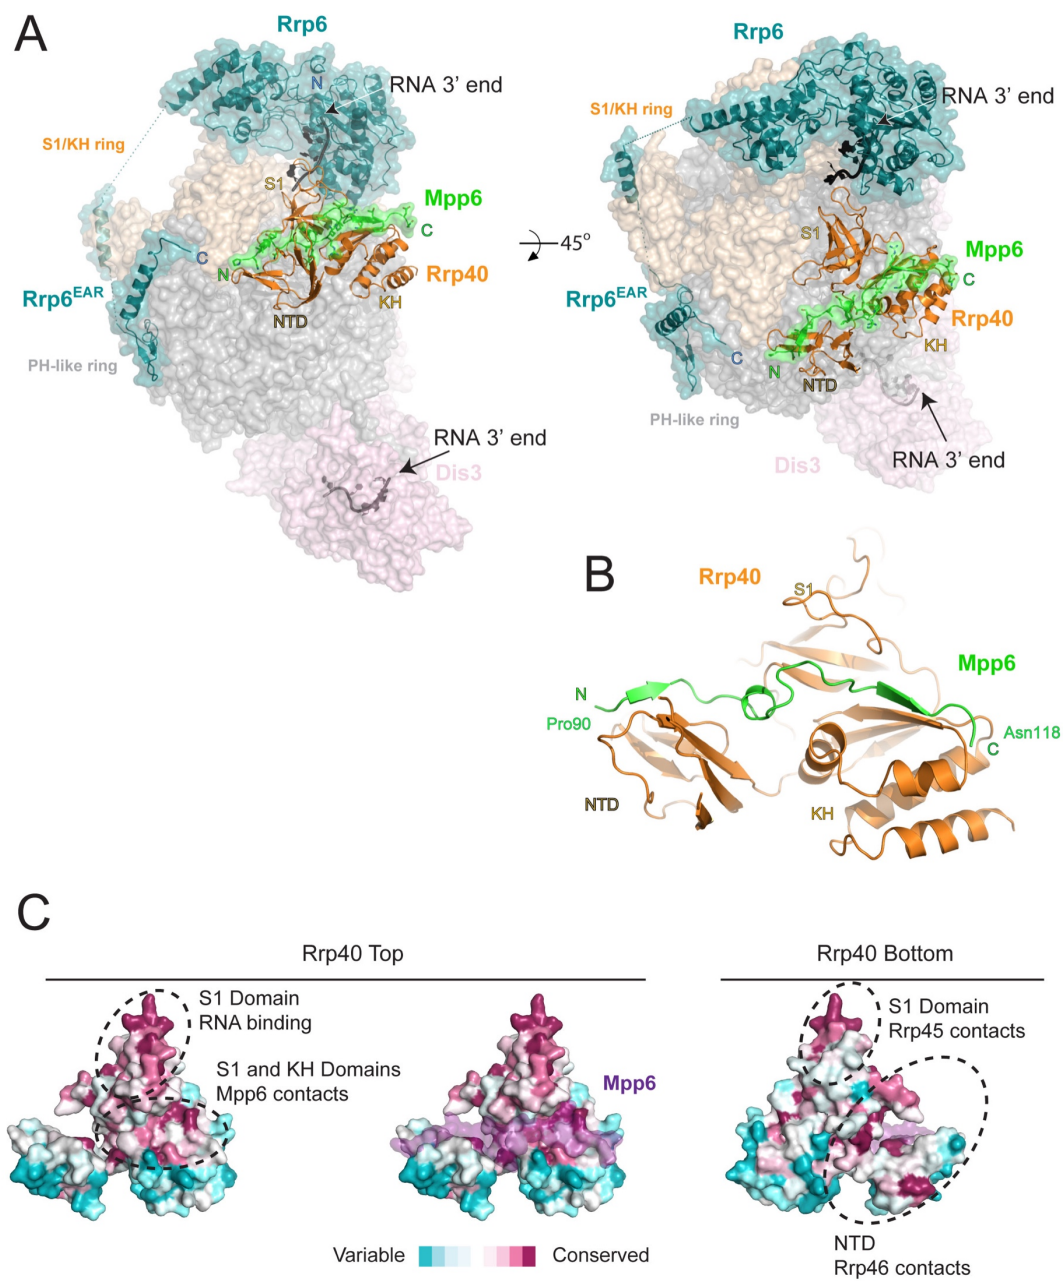 A
Rrp6
N
RNA 3’ end
S1/KH ring
S1
Mpp6
C
N
C
Rrp40
Rrp6EAR
KH
NTD
PH-like ring
RNA 3’ end
Dis3
45o
Rrp6
RNA 3’ end
S1/KH ring
S1
Mpp6
C
Rrp6EAR
Rrp40
C
KH
N
NTD
PH-like ring
Dis3
RNA 3’ end
B
Rrp40
S1
Mpp6
N
Pro90
Asn118
C
NTD
KH
C
Rrp40 Top
Rrp40 Bottom
S1 Domain
RNA binding
S1 and KH Domains
Mpp6 contacts
Mpp6
S1 Domain
Rrp45 contacts
NTD
Rrp46 contacts
Variable
Conserved